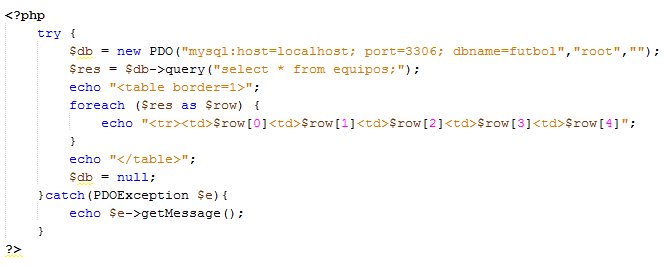 <?php
    try {
        $db = new PDO("mysql:host=localhost; port=3306; dbname=futbol","root","");
        $res = $db->query("select * from equipos;");
        echo "<table border=1>";
        foreach ($res as $row) {
            echo "<tr><td>$row[0]<td>$row[1]<td>$row[2]<td>$row[3]<td>$row[4]";
        }
        echo "</table>";
        $db = null;
    }catch(PDOException $e){
        echo $e->getMessage();
    }
?>